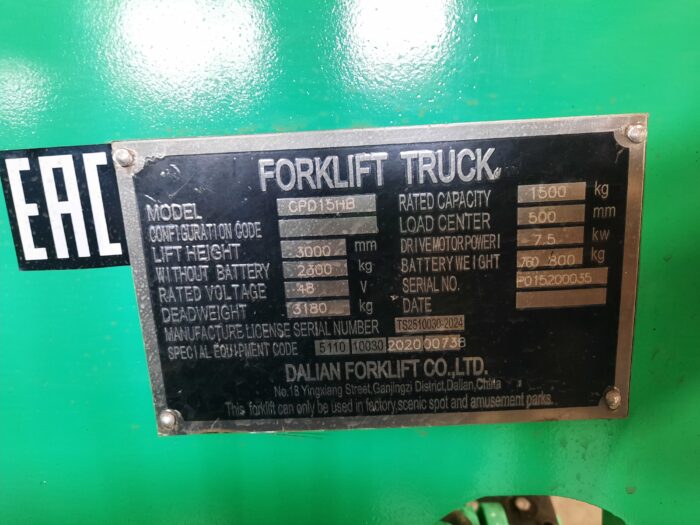 EAC
FORKLIFT TRUCK
MODEL CPD15HB
CONFIGURATION CODE
LIFT HEIGHT 3000 mm
WITHOUT BATTERY 2300 kg
RATED VOLTAGE 48 V
DEADWEIGHT 3180 kg
RATED CAPACITY 1500 kg
LOAD CENTER 500 mm
DRIVEMOTORPOWER1 7.5 kw
BATTERY WEIGHT 760 800 kg
SERIAL NO. P015200035
DATE
MANUFACTURE LICENSE SERIAL NUMBER TS2510030-2024
SPECIAL EQUIPMENT CODE 5110 10030 2020 00738
DALIAN FORKLIFT CO.,LTD.
No.18 Yingxiang Street,Ganjingzi District,Dalian,China
This forklift can only be used in factory,scenic spot and amusement parks.